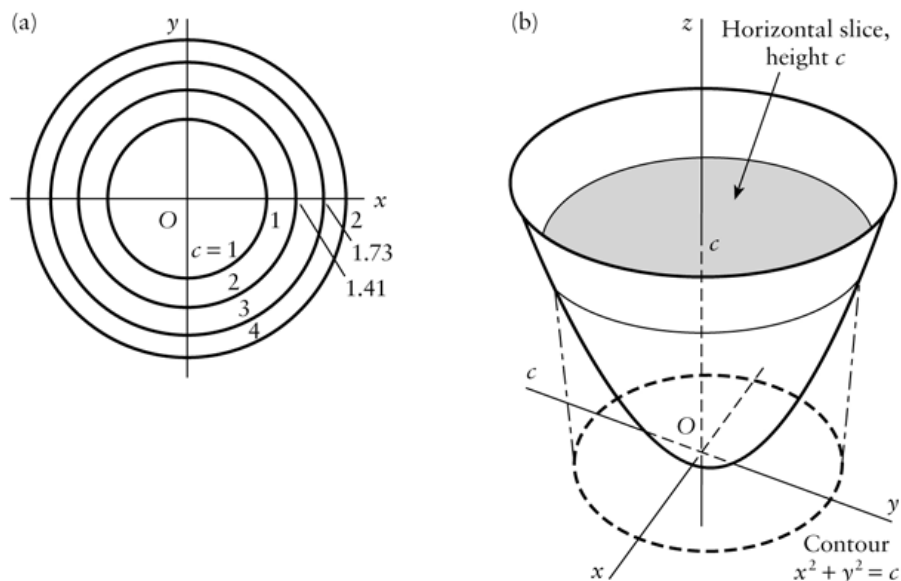 (a)
y
x
O
1
2
c = 1
1.73
1.41
2
3
4
(b)
z
Horizontal slice,
height c
c
c
O
y
x
Contour
x² + y² = c